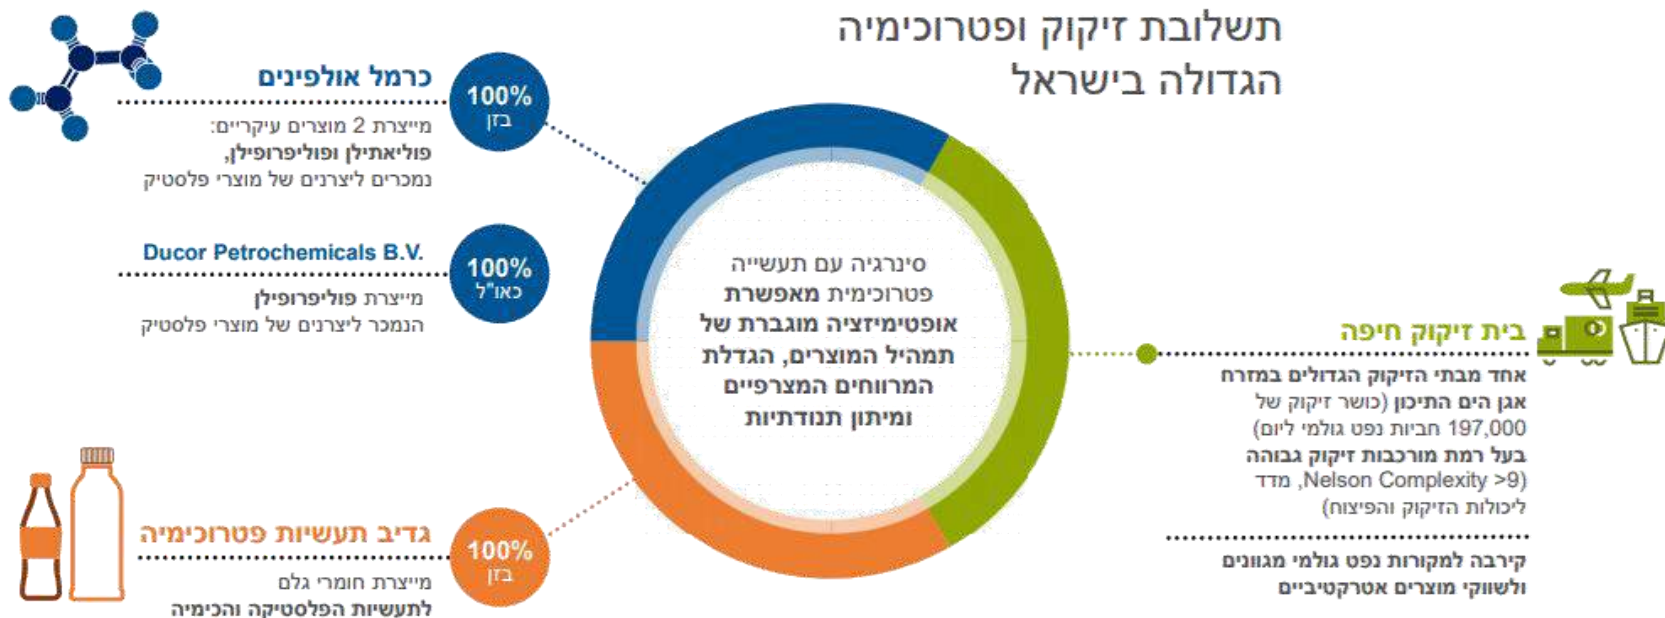 תשלובת זיקוק ופטרוכימיה
הגדולה בישראל
בית זיקוק חיפה
אחד מבתי הזיקוק הגדולים במזרח
אגן הים התיכון (כושר זיקוק של
197,000 חביות נפט גולמי ליום)
בעל רמת מורכבות זיקוק גבוהה
(Nelson Complexity >9, מדד
ליכולות הזיקוק והפיצוח)
קירבה למקורות נפט גולמי מגוונים
ולשווקי מוצרים אטרקטיביים
סינרגיה עם תעשייה
פטרוכימית מאפשרת
אופטימיזציה מוגברת של
תמהיל המוצרים, הגדלת
המרווחים המצרפיים
ומיתון תנודתיות
100%
בזן
כרמל אולפינים
מייצרת 2 מוצרים עיקריים:
פוליאתילן ופוליפרופילן,
נמכרים ליצרנים של מוצרי פלסטיק
100%
כאו"ל
Ducor Petrochemicals B.V.
מייצרת פוליפרופילן
הנמכר ליצרנים של מוצרי פלסטיק
100%
בזן
גדיב תעשיות פטרוכימיה
מייצרת חומרי גלם
לתעשיות הפלסטיקה והכימיה